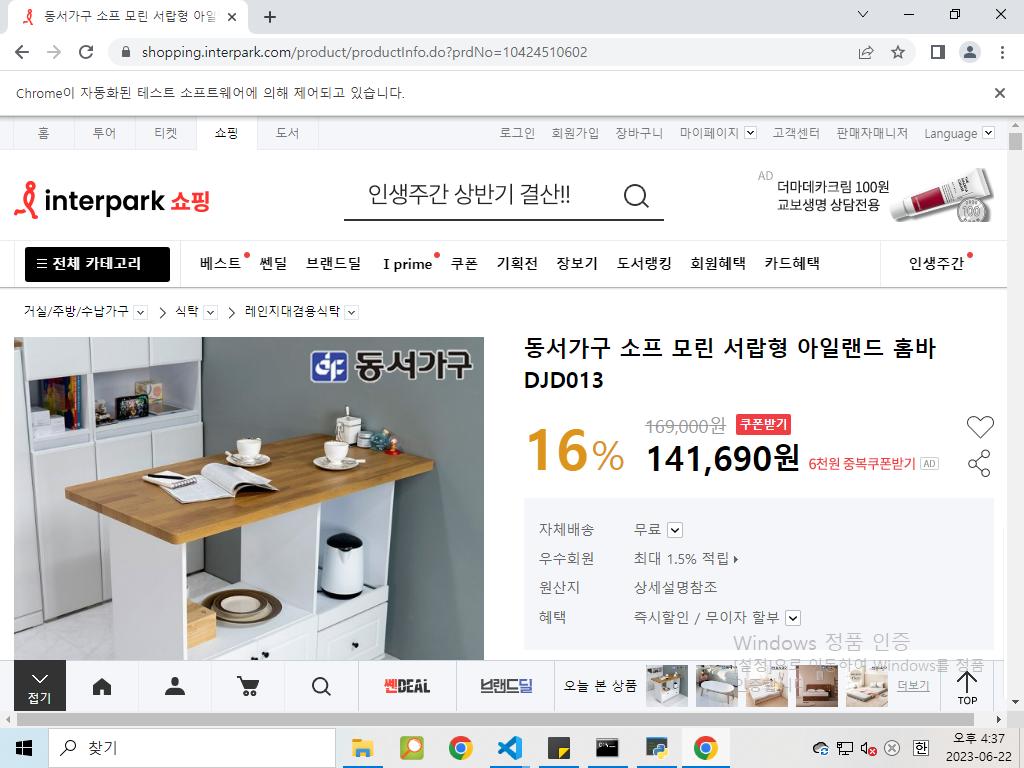 동서가구 소프 모린 서랍형 아일
shopping.interpark.com/product/productInfo.do?prdNo=10424510602
Chrome이 자동화된 테스트 소프트웨어에 의해 제어되고 있습니다.
홈 투어 티켓 쇼핑 도서 로그인 회원가입 장바구니 마이페이지 고객센터 판매자매니저 Language
interpark 쇼핑
인생주간 상반기 결산!!
AD
더마데카크림 100원
교보생명 상담전용
전체 카테고리 베스트 쎈딜 브랜드딜 I prime 쿠폰 기획전 장보기 도서랭킹 회원혜택 카드혜택 인생주간
거실/주방/수납가구 식탁 레인지대겸용식탁
동서가구
동서가구 소프 모린 서랍형 아일랜드 홈바
DJD013
16%
169,000원 쿠폰받기
141,690원 6천원 중복쿠폰받기 AD
자체배송 무료
우수회원 최대 1.5% 적립
원산지 상세설명참조
혜택 즉시할인 / 무이자 할부
Windows 정품 인증
[설정]으로 이동하여 Windows를 정품
인증합니다.
접기
쎈DEAL
브랜드딜
오늘 본 상품
더보기
TOP
찾기
한
오후 4:37
2023-06-22